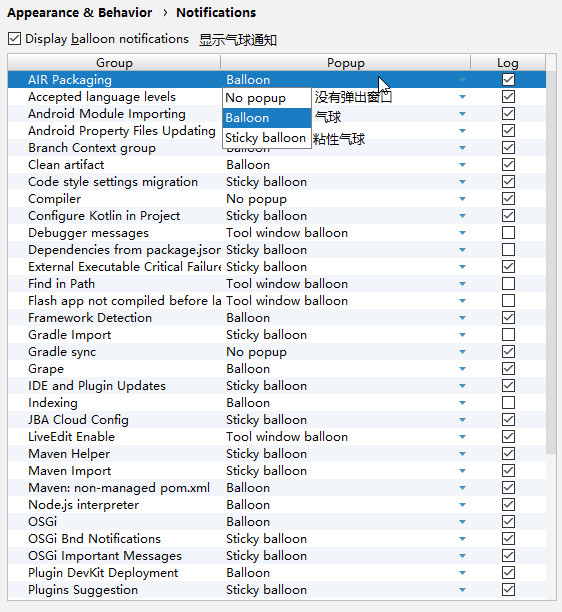 Appearance & Behavior › Notifications
Display balloon notifications 显示气球通知
Group Popup Log
AIR Packaging Balloon
Accepted language levels No popup 没有弹出窗口
Android Module Importing Balloon 气球
Android Property Files Updating Sticky balloon 粘性气球
Branch Context group Balloon
Clean artifact Balloon
Code style settings migration Sticky balloon
Compiler No popup
Configure Kotlin in Project Sticky balloon
Debugger messages Tool window balloon
Dependencies from package.json Sticky balloon
External Executable Critical Failure Sticky balloon
Find in Path Tool window balloon
Flash app not compiled before la Tool window balloon
Framework Detection Balloon
Gradle Import Sticky balloon
Gradle sync No popup
Grape Balloon
IDE and Plugin Updates Sticky balloon
Indexing Balloon
JBA Cloud Config Sticky balloon
LiveEdit Enable Tool window balloon
Maven Helper Sticky balloon
Maven Import Sticky balloon
Maven: non-managed pom.xml Balloon
Node.js interpreter Balloon
OSGi Balloon
OSGi Bnd Notifications Sticky balloon
OSGi Important Messages Sticky balloon
Plugin DevKit Deployment Balloon
Plugins Suggestion Sticky balloon